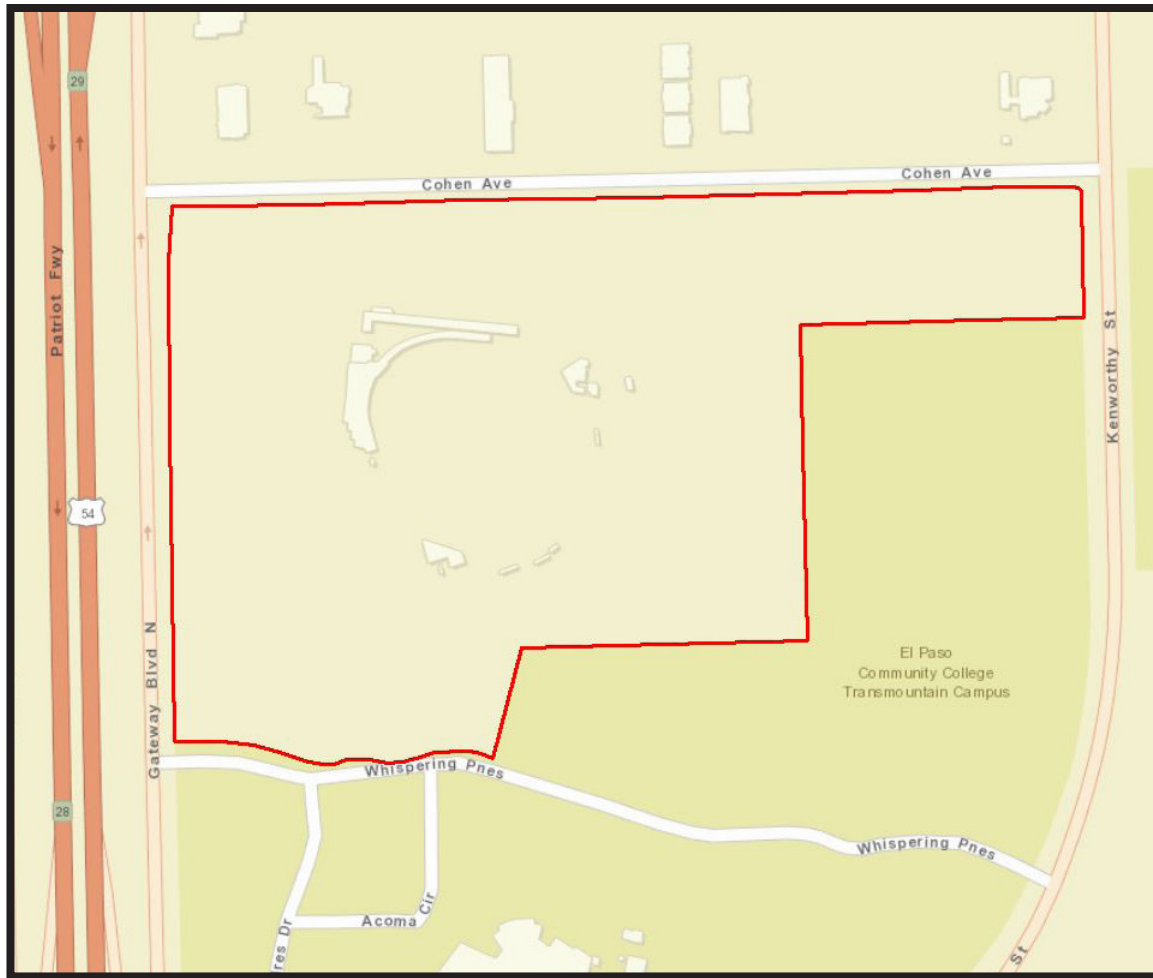 29
Cohen Ave
Cohen Ave
Patriot Fwy
Kenworthy St
54
Gateway Blvd N
El Paso
Community College
Transmountain Campus
Whispering Pnes
28
Whispering Pnes
Acoma Cir
res Dr
St